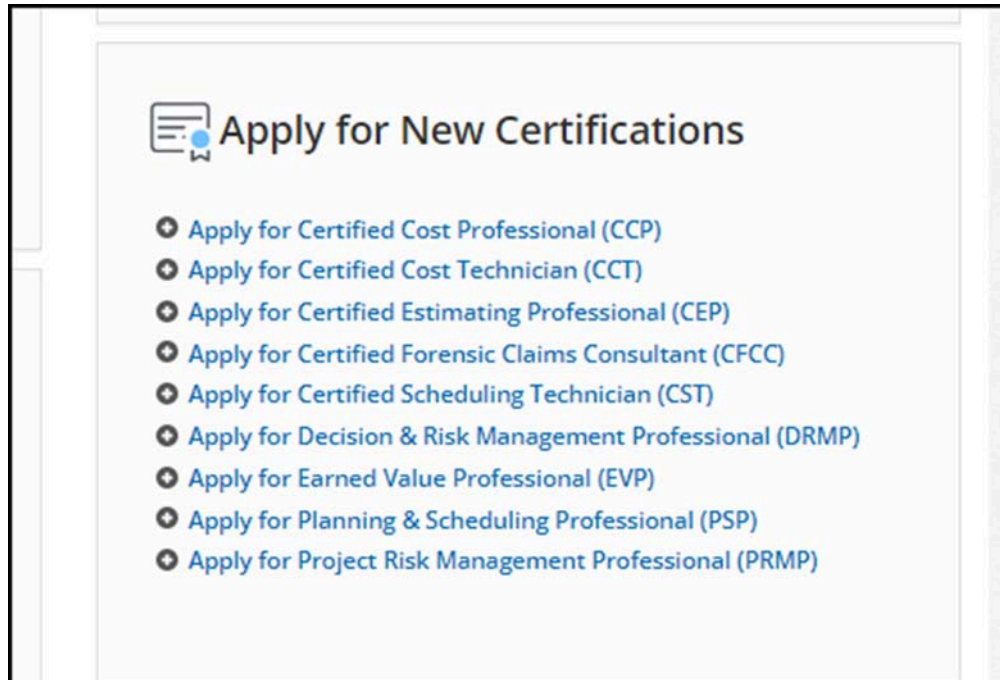 Apply for New Certifications
Apply for Certified Cost Professional (CCP)
Apply for Certified Cost Technician (CCT)
Apply for Certified Estimating Professional (CEP)
Apply for Certified Forensic Claims Consultant (CFCC)
Apply for Certified Scheduling Technician (CST)
Apply for Decision & Risk Management Professional (DRMP)
Apply for Earned Value Professional (EVP)
Apply for Planning & Scheduling Professional (PSP)
Apply for Project Risk Management Professional (PRMP)